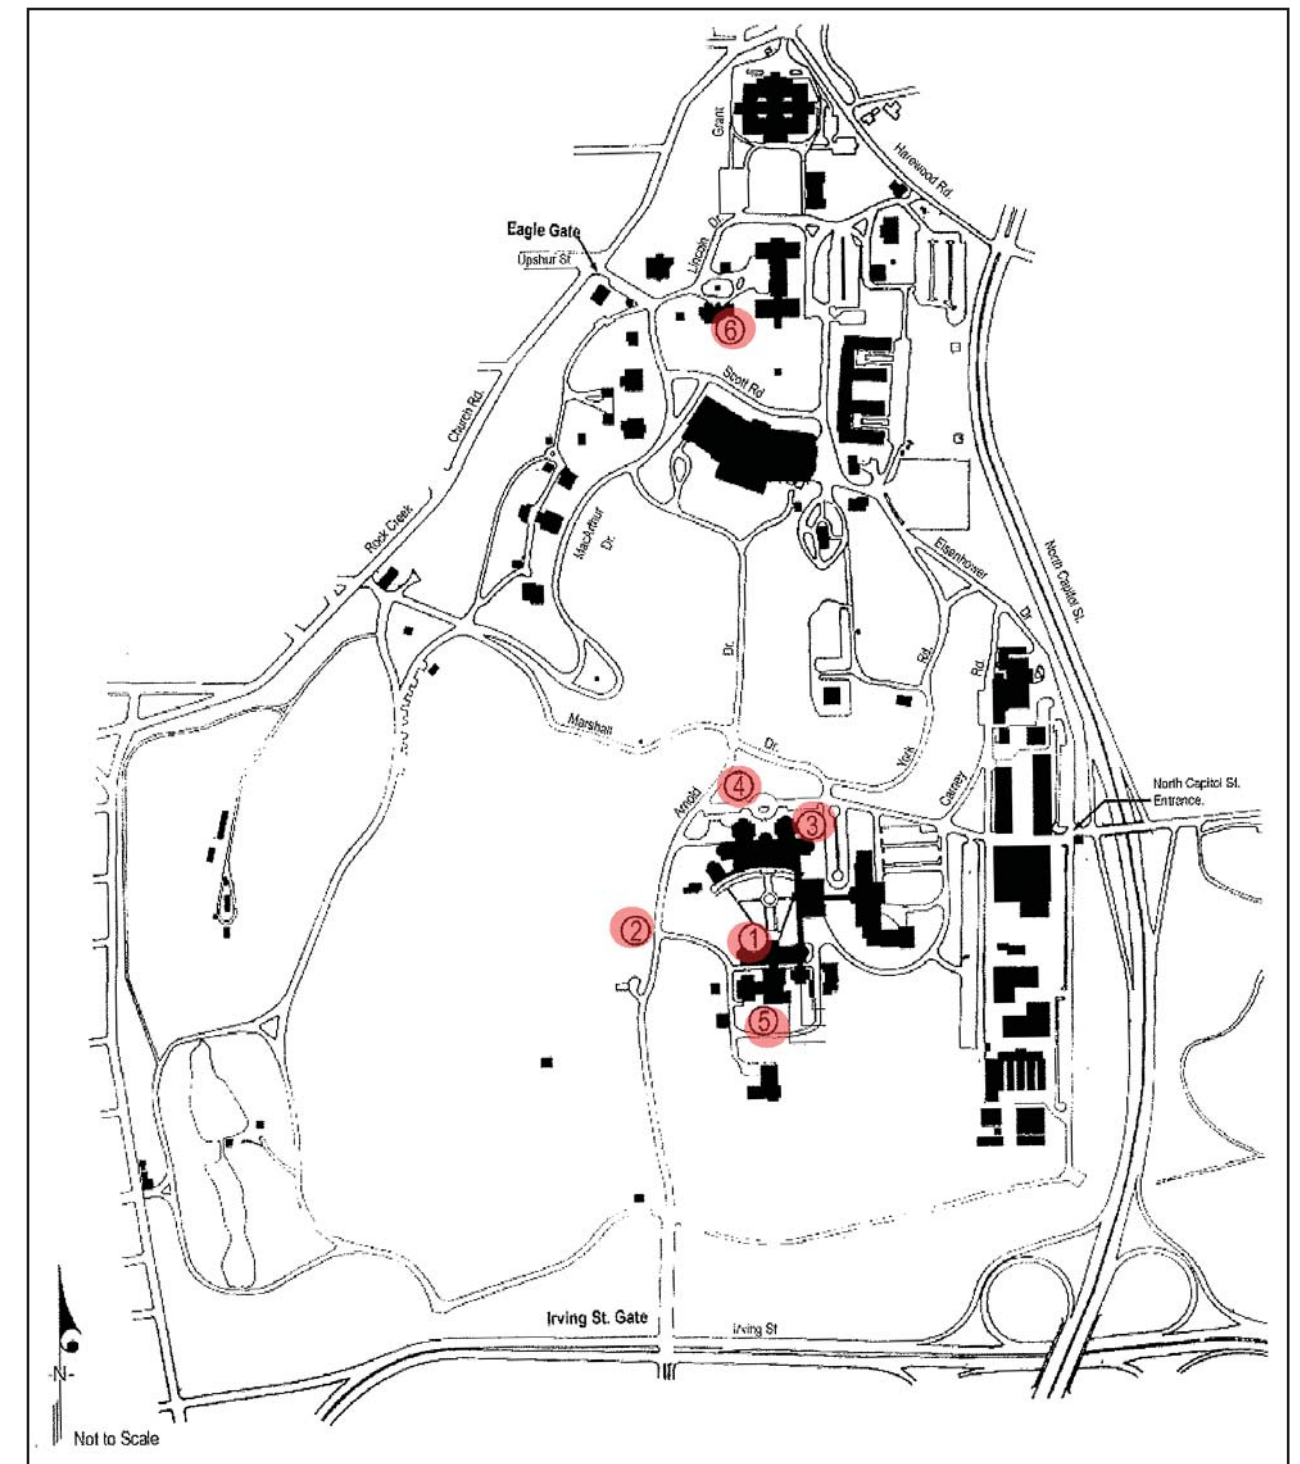 Grant
Harewood Rd.
Eagle Gate
Upshur St
Lincoln
Dr.
6
Scott Rd
Church Rd.
Rock Creek
MacArthur
Dr.
Eisenhower
Dr.
North Capitol St.
Dr.
Rd.
Rd.
Marshall
Dr.
York
Carney
Arnold
4
3
North Capitol St.
Entrance.
2
1
5
Irving St. Gate
Irving St
-N-
Not to Scale